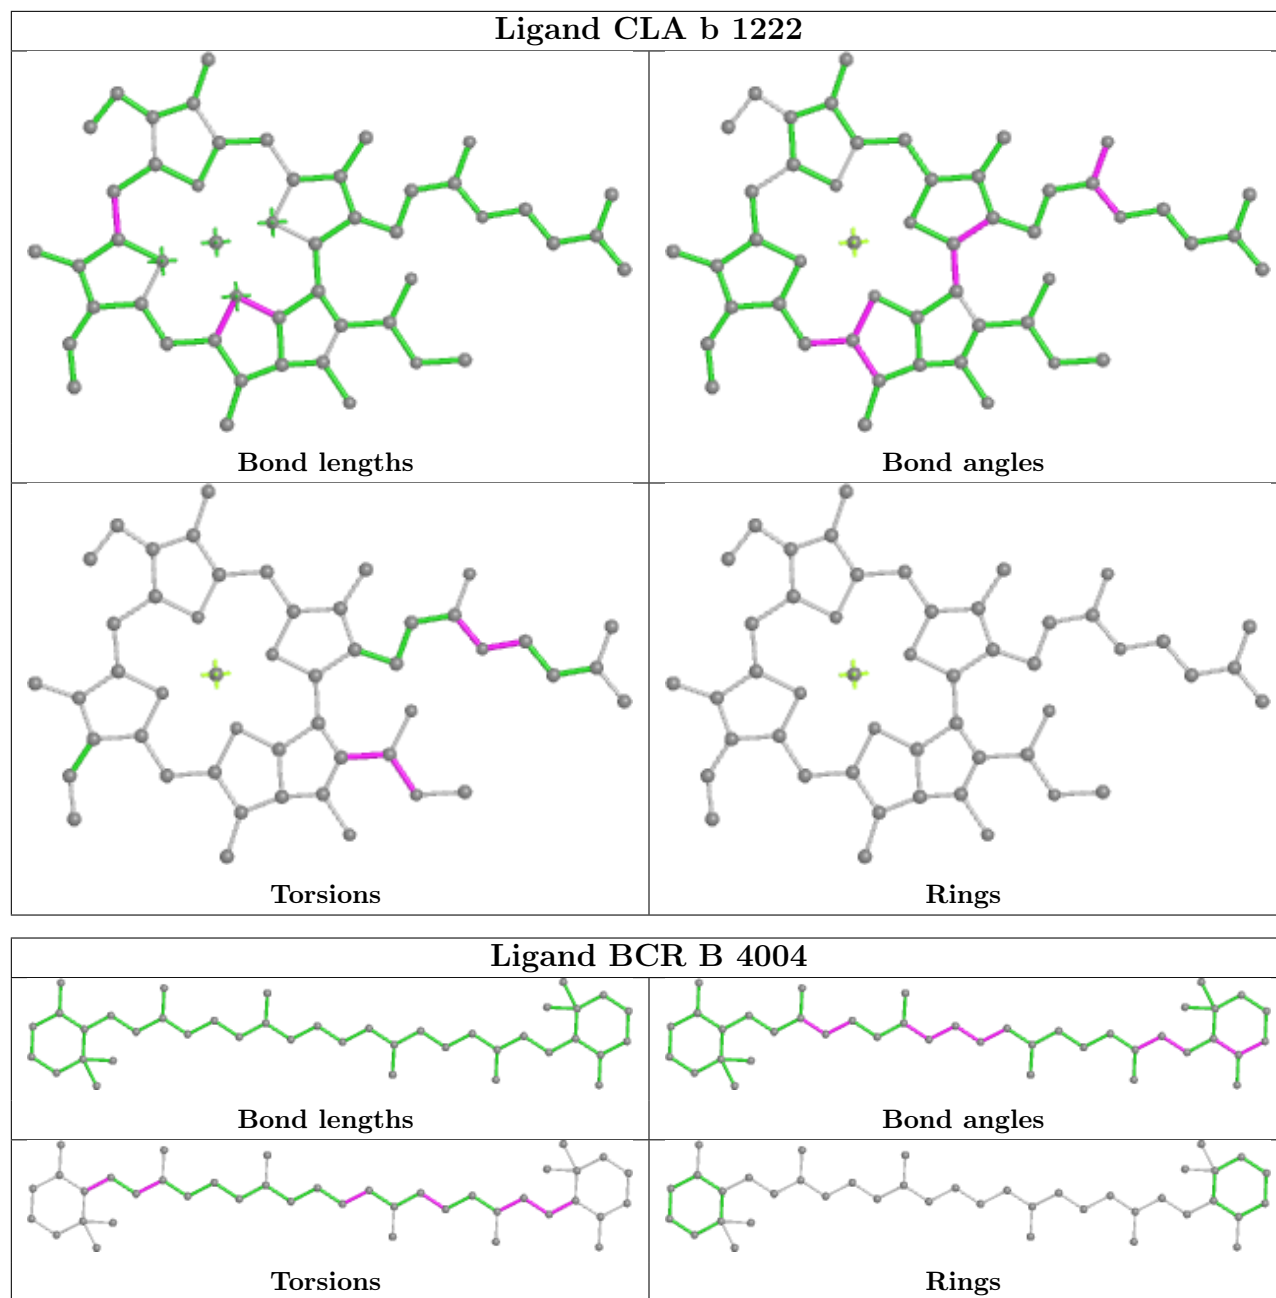 Ligand CLA b 1222
Bond lengths
Bond angles
Torsions
Rings
Ligand BCR B 4004
Bond lengths
Bond angles
Torsions
Rings